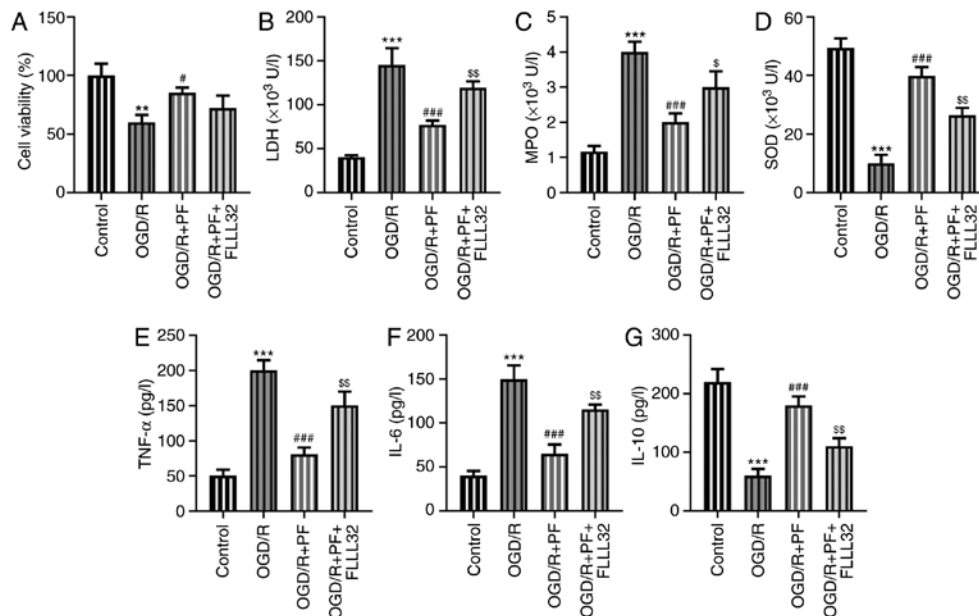 A
Cell viability (%)
150
100
50
0
**
#
Control
OGD/R
OGD/R+PF
OGD/R+PF+
FLLL32
B
LDH (×10³ U/l)
200
150
100
50
0
***
###
$$
Control
OGD/R
OGD/R+PF
OGD/R+PF+
FLLL32
C
MPO (×10³ U/l)
5
4
3
2
1
0
***
###
$
Control
OGD/R
OGD/R+PF
OGD/R+PF+
FLLL32
D
SOD (×10³ U/l)
60
40
20
0
***
###
$$
Control
OGD/R
OGD/R+PF
OGD/R+PF+
FLLL32
E
TNF-α (pg/l)
250
200
150
100
50
0
***
###
$$
Control
OGD/R
OGD/R+PF
OGD/R+PF+
FLLL32
F
IL-6 (pg/l)
200
150
100
50
0
***
###
$$
Control
OGD/R
OGD/R+PF
OGD/R+PF+
FLLL32
G
IL-10 (pg/l)
300
200
100
0
***
###
$$
Control
OGD/R
OGD/R+PF
OGD/R+PF+
FLLL32